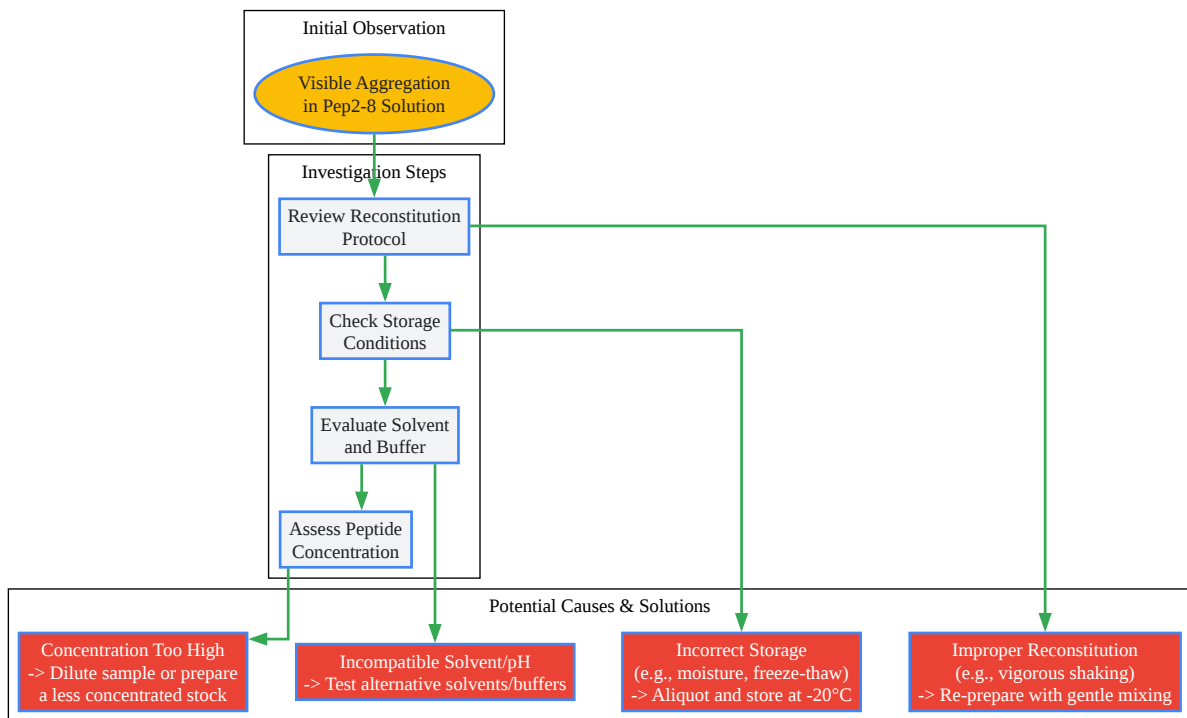 Initial Observation
Visible Aggregation
in Pep2-8 Solution
Investigation Steps
Review Reconstitution
Protocol
Check Storage
Conditions
Evaluate Solvent
and Buffer
Assess Peptide
Concentration
Potential Causes & Solutions
Concentration Too High
-> Dilute sample or prepare
a less concentrated stock
Incompatible Solvent/pH
-> Test alternative solvents/buffers
Incorrect Storage
(e.g., moisture, freeze-thaw)
-> Aliquot and store at -20°C
Improper Reconstitution
(e.g., vigorous shaking)
-> Re-prepare with gentle mixing